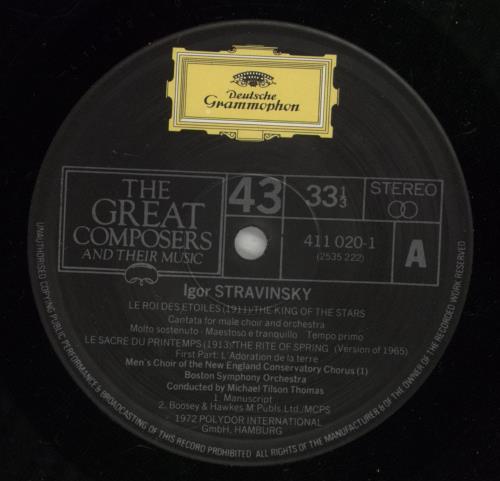 Deutsche
Grammophon
THE
GREAT
COMPOSERS
AND THEIR MUSIC
43
33 1/3
STEREO
411 020-1
(2535 222)
A
Igor STRAVINSKY
LE ROI DES ETOILES (1911)/THE KING OF THE STARS
Cantata for male choir and orchestra
Molto sostenuto - Maestoso e tranquillo Tempo primo
LE SACRE DU PRINTEMPS (1913)/THE RITE OF SPRING (Version of 1965)
First Part: L'Adoration de la terre
Men's Choir of the New England Conservatory Chorus (1)
Boston Symphony Orchestra
Conducted by Michael Tilson Thomas
1. Manuscript
2. Boosey & Hawkes M Publs Ltd./MCPS
1972 POLYDOR INTERNATIONAL
GmbH, HAMBURG
UNAUTHORISED COPYING PUBLIC PERFORMANCE & BROADCASTING OF THIS RECORD PROHIBITED. ALL RIGHTS OF THE MANUFACTURER & OF THE OWNER OF THE RECORDED WORK RESERVED